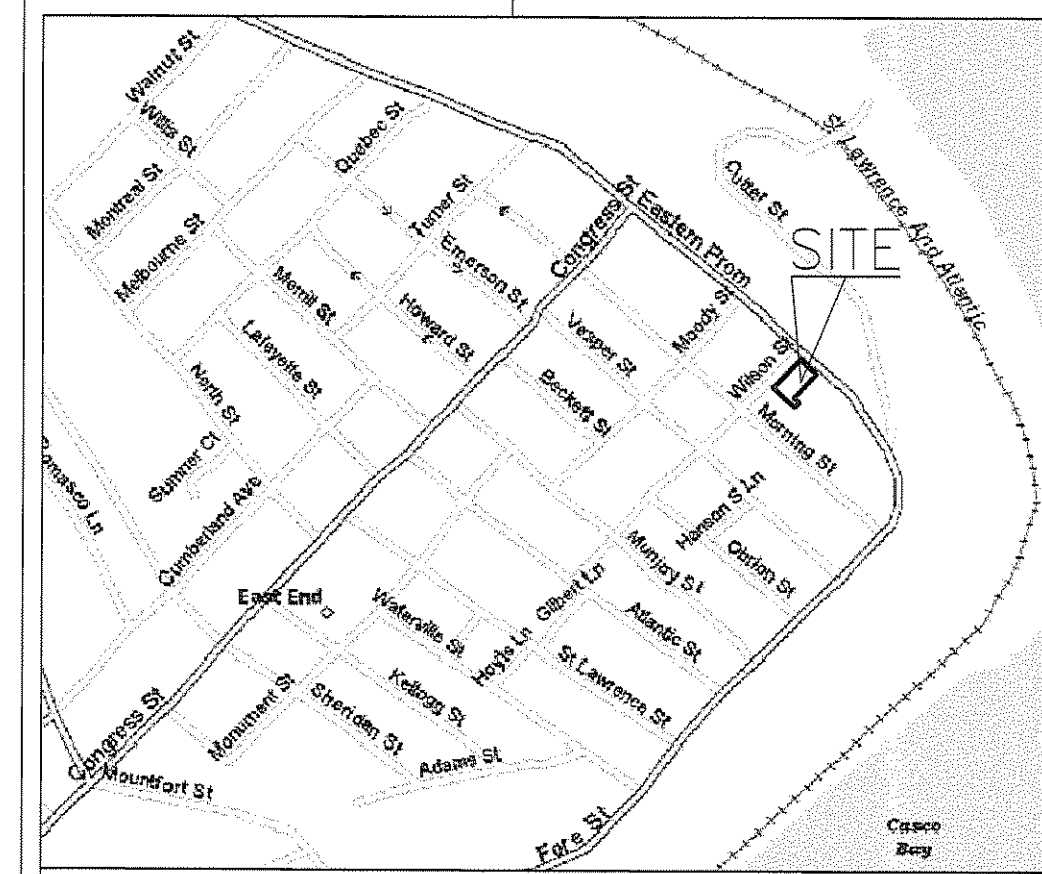 Walnut St
Willis St
Quebec St
Montreal St
Melbourne St
Turner St
Congress St
Eastern Prom
Cutter St
St Lawrence And Atlantic
SITE
Emerson St
Merrill St
Howard St
Vesper St
Moody St
Lafayette St
Beckett St
Wilson St
Morning St
North St
Sumner Ct
Romasco Ln
Cumberland Ave
Hanson S Ln
Obrion St
Munjoy St
East End
Gilbert Ln
Atlantic St
Waterville St
Hoyts Ln
St Lawrence St
Kellogg St
Monument St
Sheridan St
Congress St
Adams St
Mountfort St
Fore St
Casco
Bay